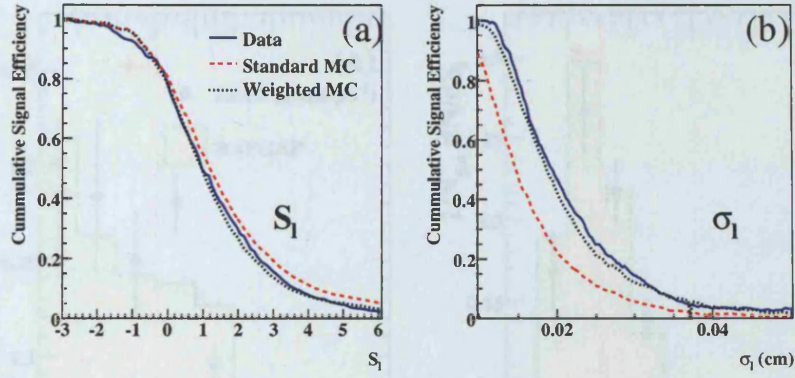 (a)
Cummulative Signal Efficiency
1
0.8
0.6
0.4
0.2
0
Data
Standard MC
Weighted MC
S_l
-3 -2 -1 0 1 2 3 4 5 6
S_l
(b)
Cummulative Signal Efficiency
1
0.8
0.6
0.4
0.2
0
σ_l
0.02 0.04
σ_l (cm)